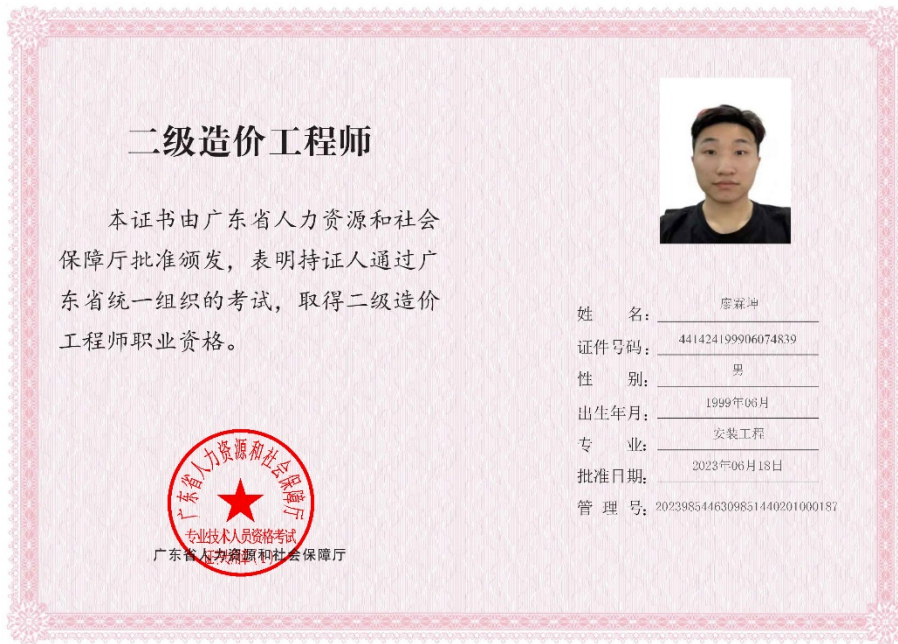 二级造价工程师
本证书由广东省人力资源和社会
保障厅批准颁发，表明持证人通过广
东省统一组织的考试，取得二级造价
工程师职业资格。
广东省人力资源和社会保障厅
专业技术人员资格考试
广东省人力资源和社会保障厅
姓 名：廖霖坤
证件号码：441424199906074839
性 别：男
出生年月：1999年06月
专 业：安装工程
批准日期：2023年06月18日
管 理 号：2023985446309851440201000187